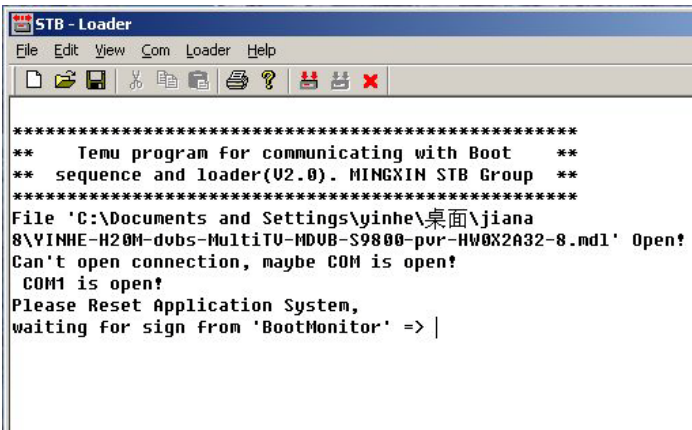 STB - Loader
File Edit View Com Loader Help
******************************************************
** Temu program for communicating with Boot **
** sequence and loader(V2.0). MINGXIN STB Group **
******************************************************
File 'C:\Documents and Settings\yinhe\桌面\jiana
8\YINHE-H20M-dvbs-MultiTV-MDVB-S9800-pvr-HW0X2A32-8.mdl' Open!
Can't open connection, maybe COM is open!
COM1 is open!
Please Reset Application System,
waiting for sign from 'BootMonitor' =>